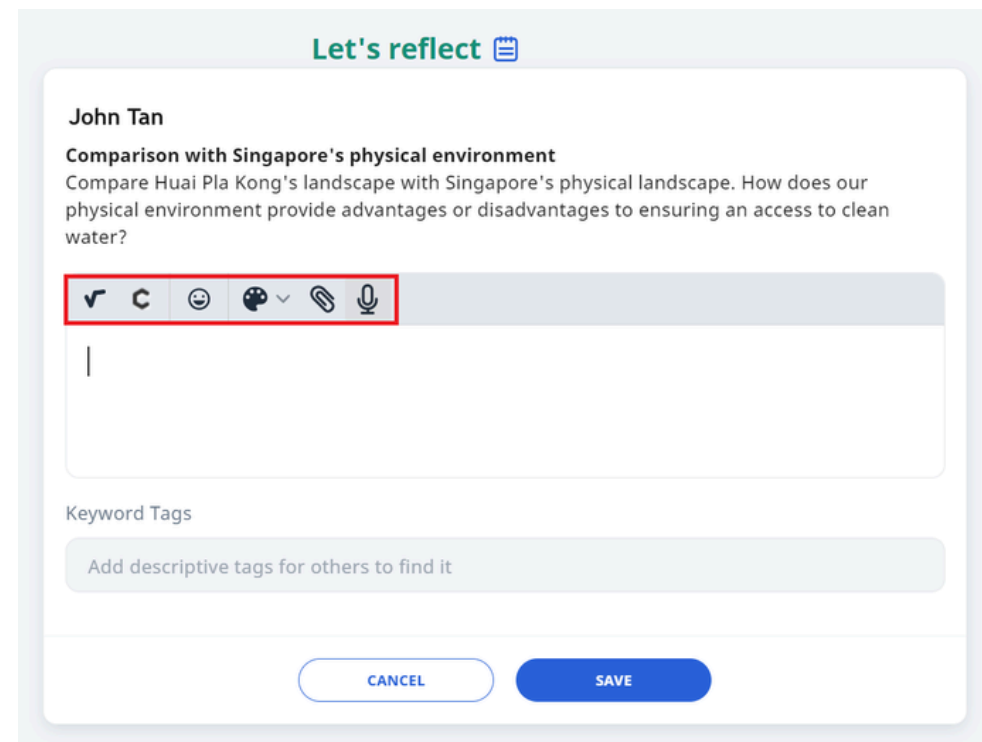 Let's reflect
John Tan
Comparison with Singapore's physical environment
Compare Huai Pla Kong's landscape with Singapore's physical landscape. How does our
physical environment provide advantages or disadvantages to ensuring an access to clean
water?
Keyword Tags
Add descriptive tags for others to find it
CANCEL SAVE